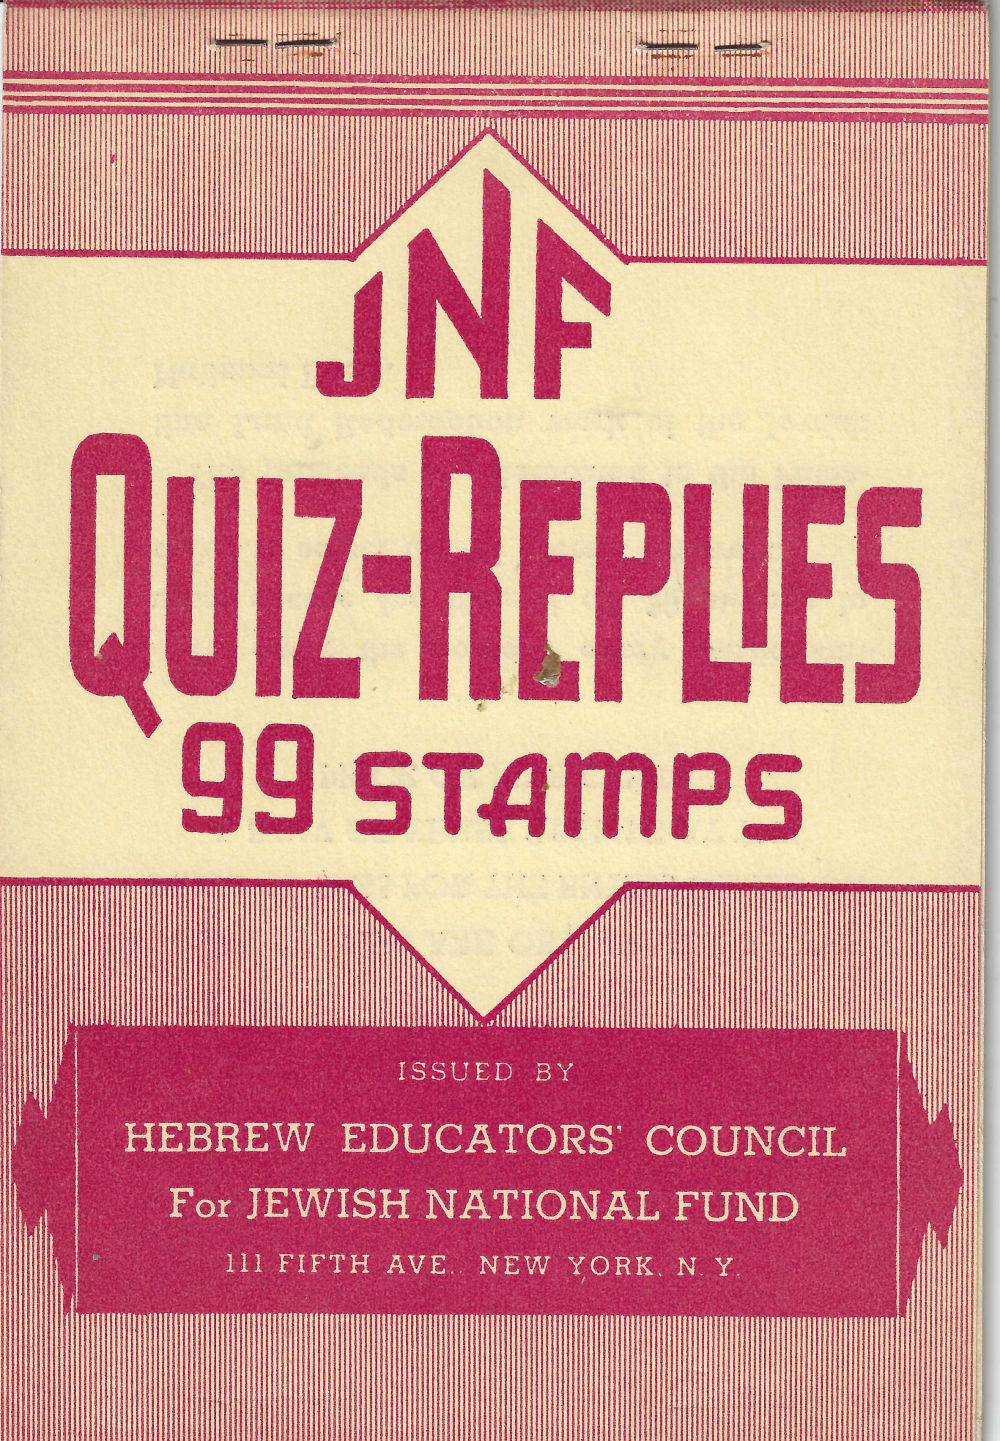 JNF
QUIZ-REPLIES
99 STAMPS
ISSUED BY
HEBREW EDUCATORS' COUNCIL
For JEWISH NATIONAL FUND
111 FIFTH AVE., NEW YORK, N. Y.